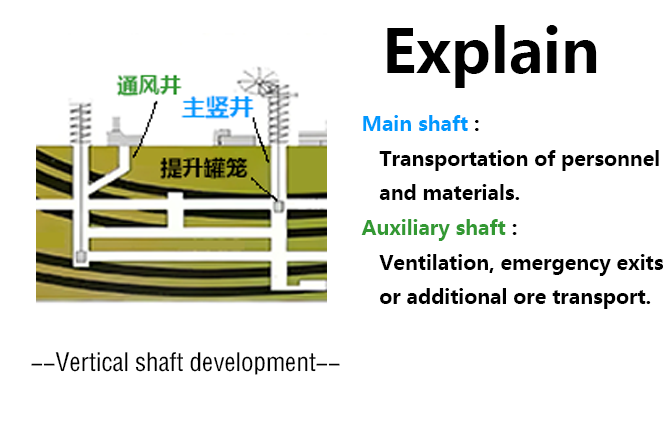 Explain
通风井
主竖井
提升罐笼
Main shaft :
Transportation of personnel
and materials.
Auxiliary shaft :
Ventilation, emergency exits
or additional ore transport.
--Vertical shaft development--